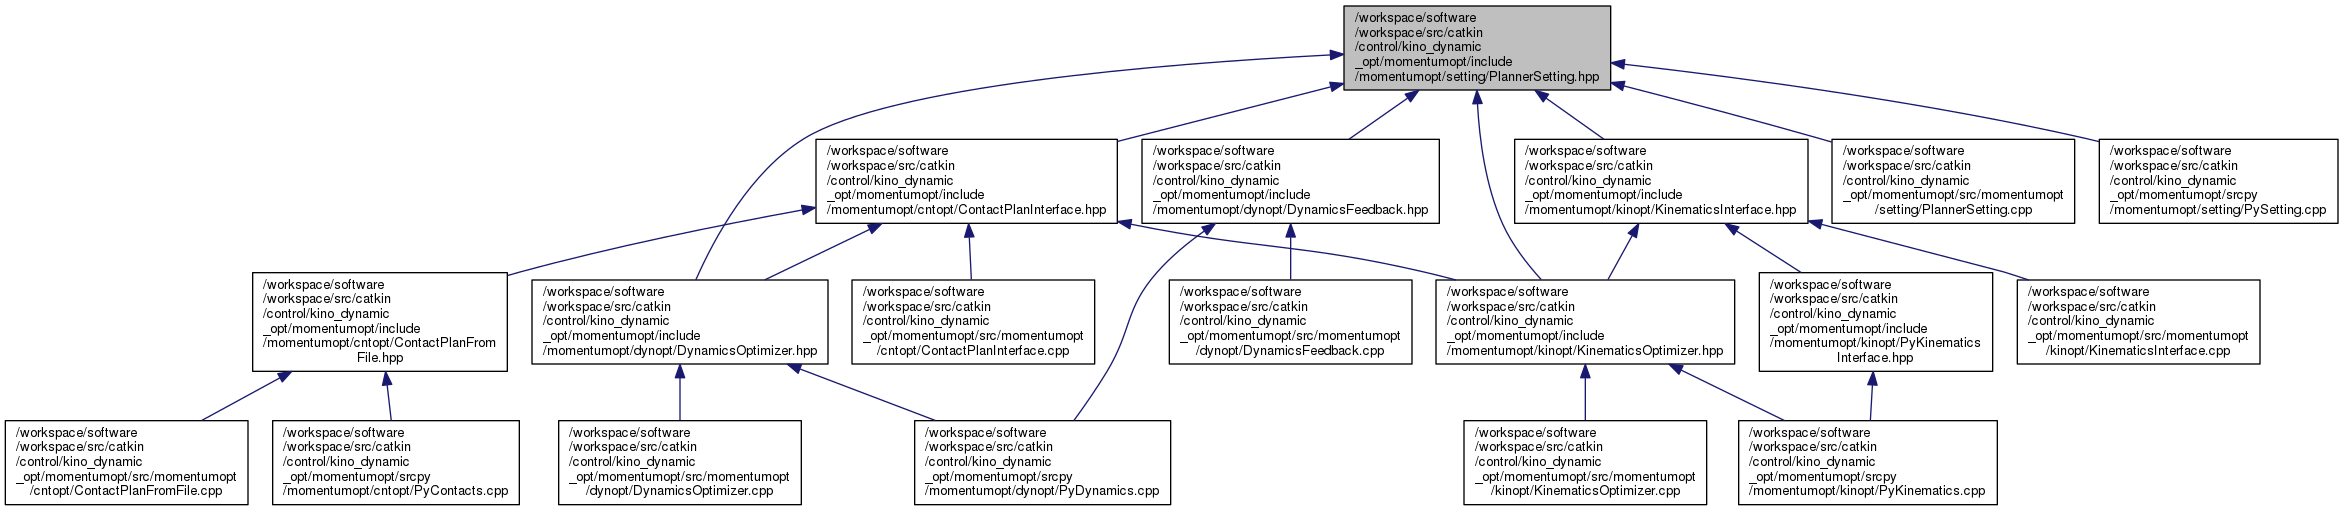 /workspace/software
/workspace/src/catkin
/control/kino_dynamic
_opt/momentumopt/include
/momentumopt/setting/PlannerSetting.hpp
/workspace/software
/workspace/src/catkin
/control/kino_dynamic
_opt/momentumopt/include
/momentumopt/cntopt/ContactPlanInterface.hpp
/workspace/software
/workspace/src/catkin
/control/kino_dynamic
_opt/momentumopt/include
/momentumopt/dynopt/DynamicsFeedback.hpp
/workspace/software
/workspace/src/catkin
/control/kino_dynamic
_opt/momentumopt/include
/momentumopt/kinopt/KinematicsInterface.hpp
/workspace/software
/workspace/src/catkin
/control/kino_dynamic
_opt/momentumopt/src/momentumopt
/setting/PlannerSetting.cpp
/workspace/software
/workspace/src/catkin
/control/kino_dynamic
_opt/momentumopt/srcpy
/momentumopt/setting/PySetting.cpp
/workspace/software
/workspace/src/catkin
/control/kino_dynamic
_opt/momentumopt/include
/momentumopt/cntopt/ContactPlanFrom
File.hpp
/workspace/software
/workspace/src/catkin
/control/kino_dynamic
_opt/momentumopt/include
/momentumopt/dynopt/DynamicsOptimizer.hpp
/workspace/software
/workspace/src/catkin
/control/kino_dynamic
_opt/momentumopt/src/momentumopt
/cntopt/ContactPlanInterface.cpp
/workspace/software
/workspace/src/catkin
/control/kino_dynamic
_opt/momentumopt/src/momentumopt
/dynopt/DynamicsFeedback.cpp
/workspace/software
/workspace/src/catkin
/control/kino_dynamic
_opt/momentumopt/include
/momentumopt/kinopt/KinematicsOptimizer.hpp
/workspace/software
/workspace/src/catkin
/control/kino_dynamic
_opt/momentumopt/include
/momentumopt/kinopt/PyKinematics
Interface.hpp
/workspace/software
/workspace/src/catkin
/control/kino_dynamic
_opt/momentumopt/src/momentumopt
/kinopt/KinematicsInterface.cpp
/workspace/software
/workspace/src/catkin
/control/kino_dynamic
_opt/momentumopt/src/momentumopt
/cntopt/ContactPlanFromFile.cpp
/workspace/software
/workspace/src/catkin
/control/kino_dynamic
_opt/momentumopt/srcpy
/momentumopt/cntopt/PyContacts.cpp
/workspace/software
/workspace/src/catkin
/control/kino_dynamic
_opt/momentumopt/src/momentumopt
/dynopt/DynamicsOptimizer.cpp
/workspace/software
/workspace/src/catkin
/control/kino_dynamic
_opt/momentumopt/srcpy
/momentumopt/dynopt/PyDynamics.cpp
/workspace/software
/workspace/src/catkin
/control/kino_dynamic
_opt/momentumopt/src/momentumopt
/kinopt/KinematicsOptimizer.cpp
/workspace/software
/workspace/src/catkin
/control/kino_dynamic
_opt/momentumopt/srcpy
/momentumopt/kinopt/PyKinematics.cpp